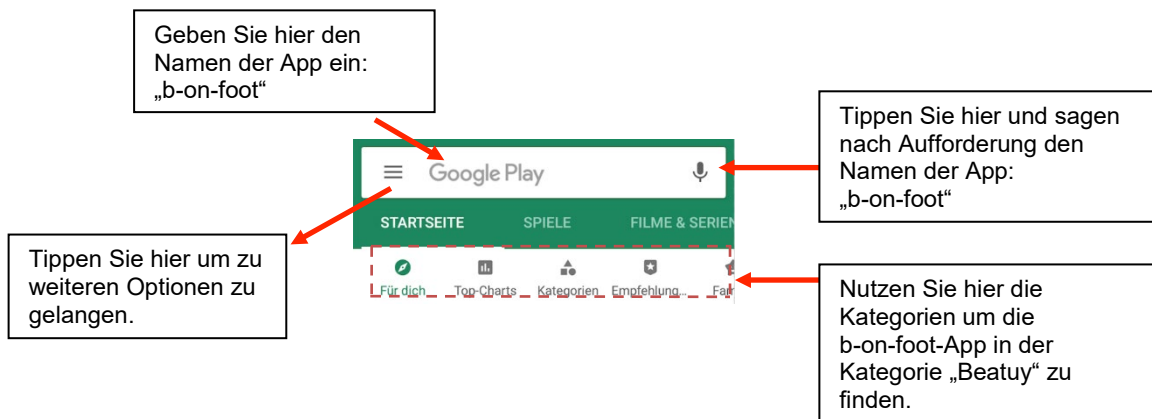 Geben Sie hier den
Namen der App ein:
„b-on-foot“
Tippen Sie hier und sagen
nach Aufforderung den
Namen der App:
„b-on-foot“
Google Play
STARTSEITE SPIELE FILME & SERIEN
Für dich Top-Charts Kategorien Empfehlung... Fam
Tippen Sie hier um zu
weiteren Optionen zu
gelangen.
Nutzen Sie hier die
Kategorien um die
b-on-foot-App in der
Kategorie „Beatuy“ zu
finden.